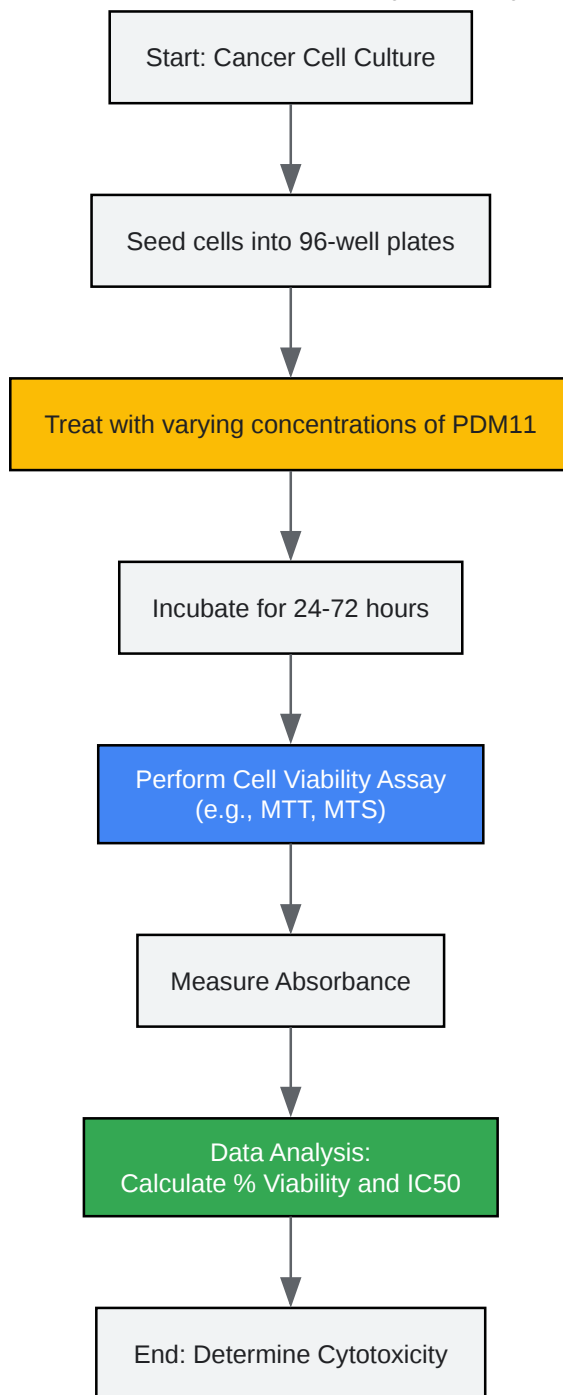 Start: Cancer Cell Culture
Seed cells into 96-well plates
Treat with varying concentrations of PDM11
Incubate for 24-72 hours
Perform Cell Viability Assay
(e.g., MTT, MTS)
Measure Absorbance
Data Analysis:
Calculate % Viability and IC50
End: Determine Cytotoxicity